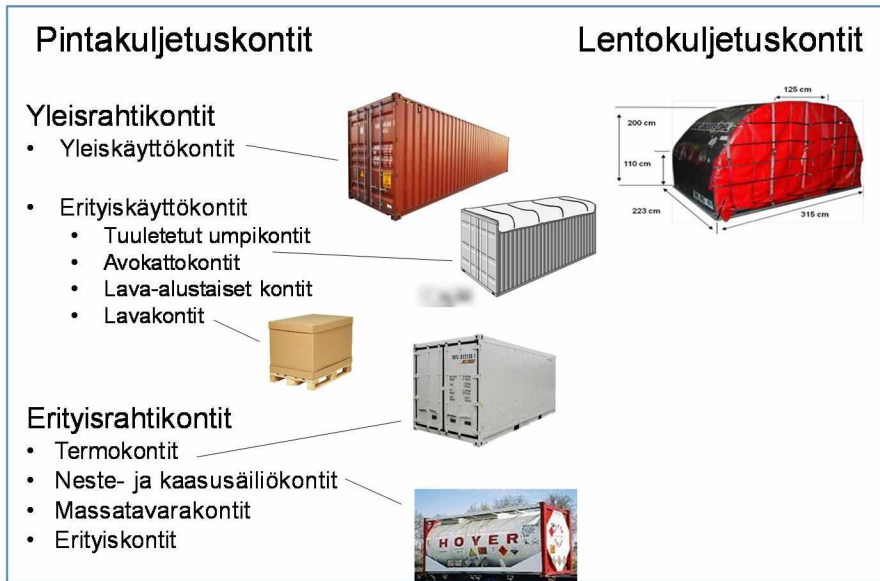 Pintakuljetuskontit
Lentokuljetuskontit
Yleisrahtikontit
• Yleiskäyttökontit
• Erityiskäyttökontit
• Tuuletetut umpikontit
• Avokattokontit
• Lava-alustaiset kontit
• Lavakontit
Erityisrahtikontit
• Termokontit
• Neste- ja kaasusäiliökontit
• Massatavarakontit
• Erityiskontit
125 cm
200 cm
110 cm
223 cm
315 cm
HOYER